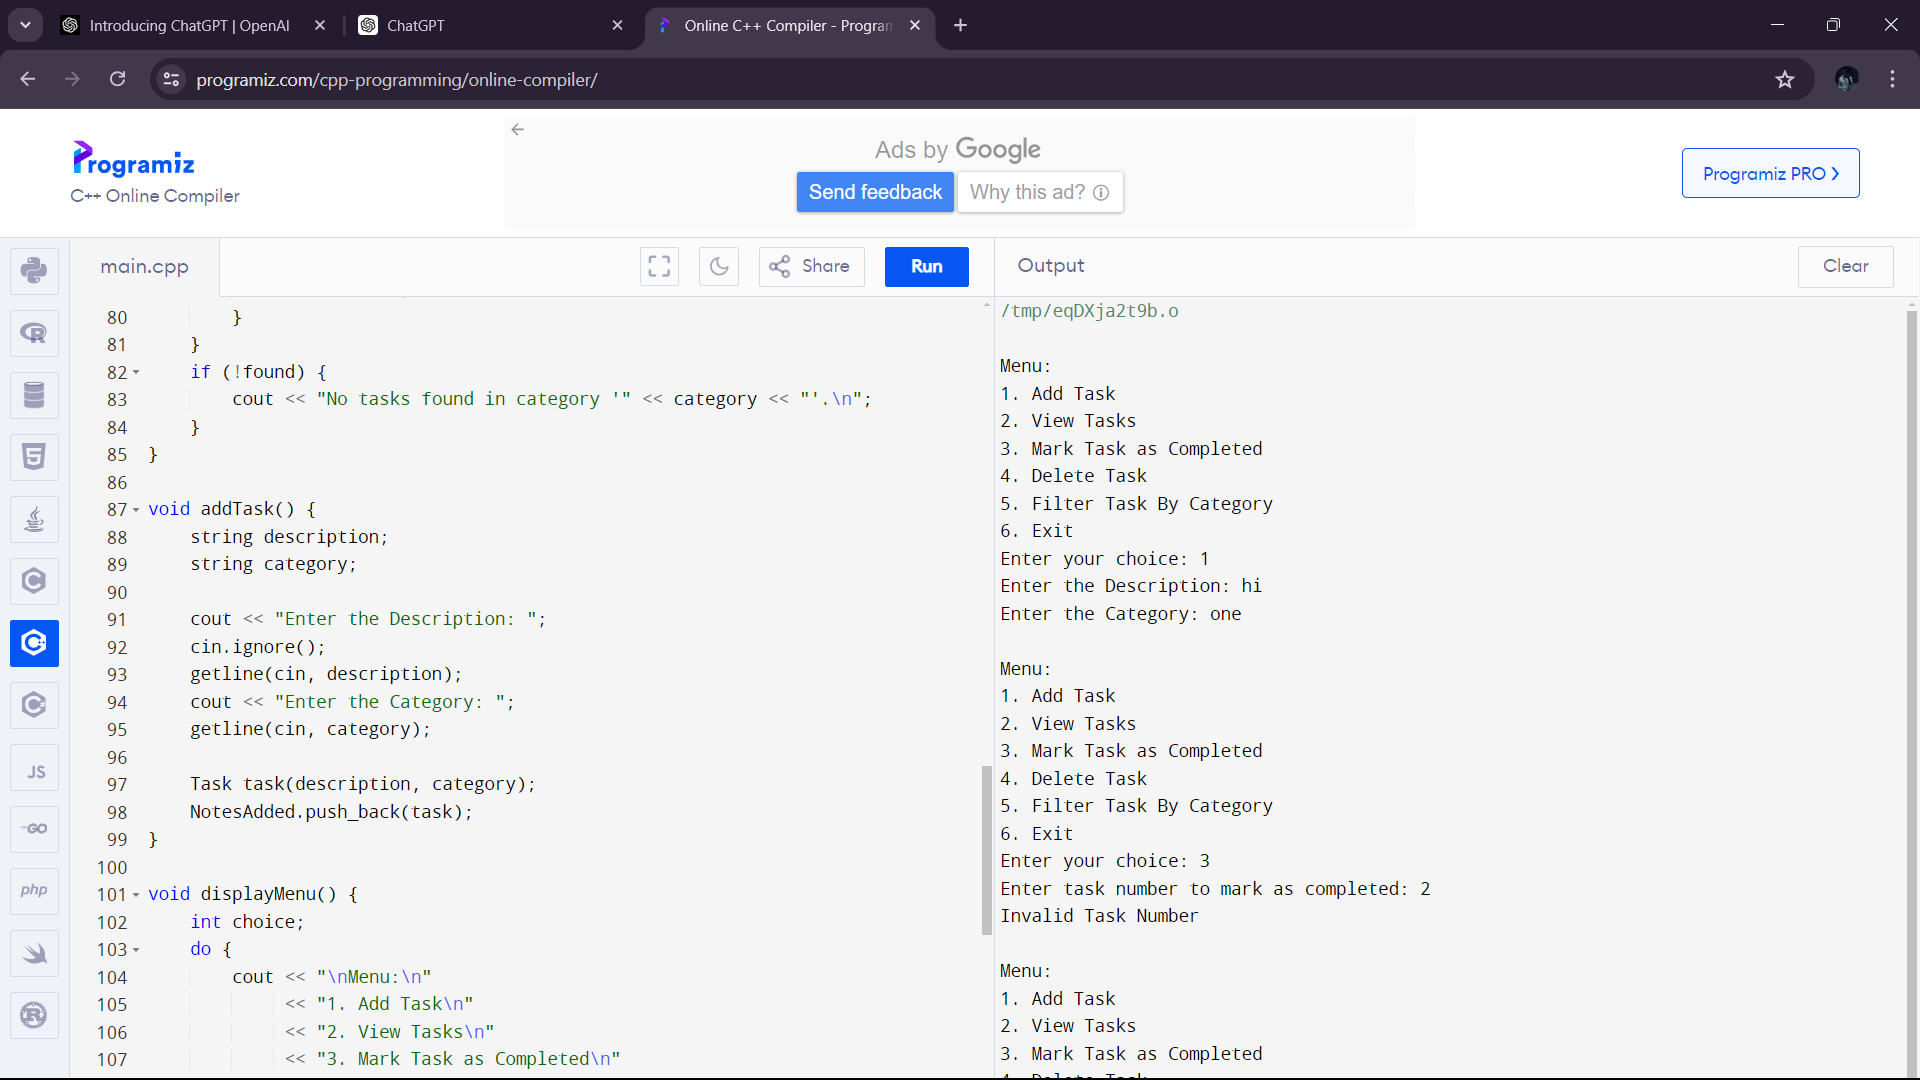 Introducing ChatGPT | OpenAI
ChatGPT
Online C++ Compiler - Program
programiz.com/cpp-programming/online-compiler/
Programiz
C++ Online Compiler
Ads by Google
Send feedback
Why this ad?
Programiz PRO
main.cpp
Share
Run
Output
Clear
80 }
81 }
82 if (!found) {
83 cout << "No tasks found in category '" << category << "'.\n";
84 }
85 }
86
87 void addTask() {
88 string description;
89 string category;
90
91 cout << "Enter the Description: ";
92 cin.ignore();
93 getline(cin, description);
94 cout << "Enter the Category: ";
95 getline(cin, category);
96
97 Task task(description, category);
98 NotesAdded.push_back(task);
99 }
100
101 void displayMenu() {
102 int choice;
103 do {
104 cout << "\nMenu:\n"
105 << "1. Add Task\n"
106 << "2. View Tasks\n"
107 << "3. Mark Task as Completed\n"
/tmp/eqDXja2t9b.o
Menu:
1. Add Task
2. View Tasks
3. Mark Task as Completed
4. Delete Task
5. Filter Task By Category
6. Exit
Enter your choice: 1
Enter the Description: hi
Enter the Category: one
Menu:
1. Add Task
2. View Tasks
3. Mark Task as Completed
4. Delete Task
5. Filter Task By Category
6. Exit
Enter your choice: 3
Enter task number to mark as completed: 2
Invalid Task Number
Menu:
1. Add Task
2. View Tasks
3. Mark Task as Completed
4. Delete Task
JS
GO
php